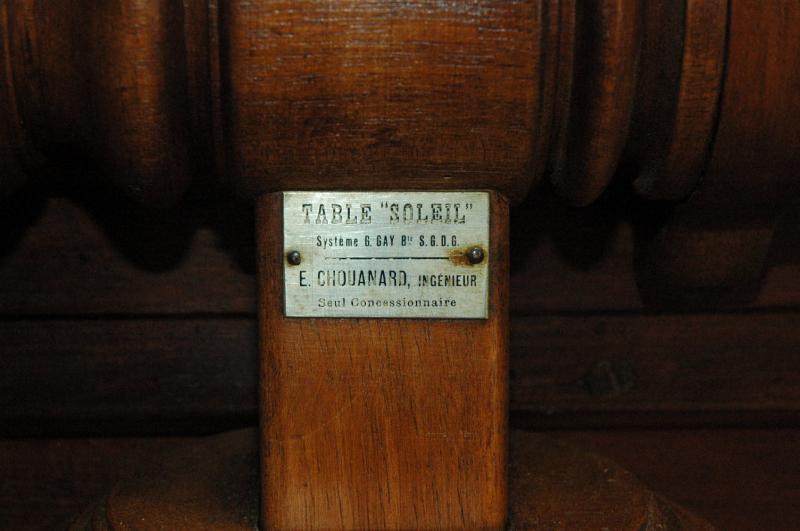 TABLE "SOLEIL"
Système G. GAY Bté S.G.D.G.
E. CHOUANARD, INGÉNIEUR
Seul Concessionnaire